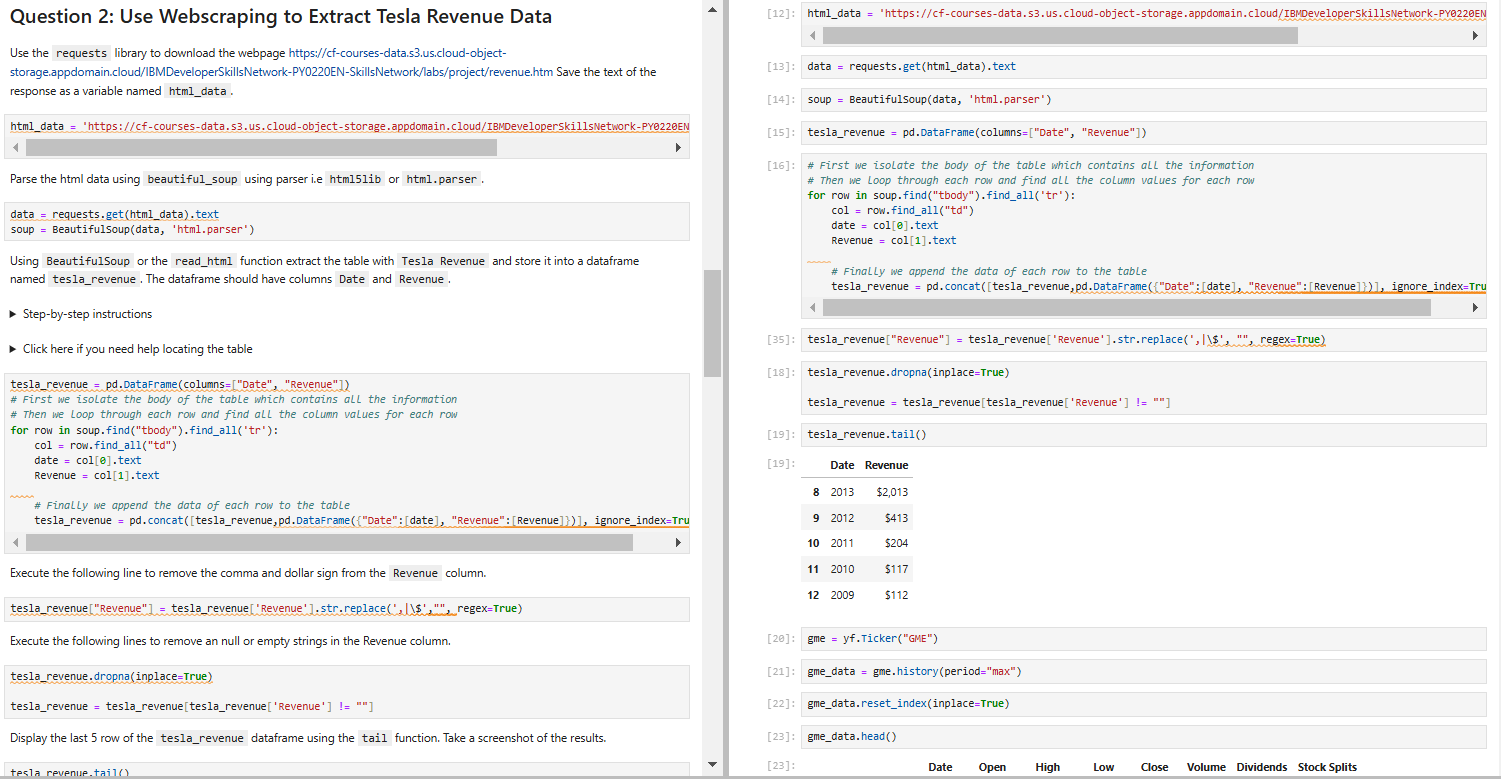 Question 2: Use Webscraping to Extract Tesla Revenue Data
Use the requests library to download the webpage https://cf-courses-data.s3.us.cloud-object-
storage.appdomain.cloud/IBMDeveloperSkillsNetwork-PY0220EN-SkillsNetwork/labs/project/revenue.htm Save the text of the
response as a variable named html_data.
html_data = 'https://cf-courses-data.s3.us.cloud-object-storage.appdomain.cloud/IBMDeveloperSkillsNetwork-PY0220EN
Parse the html data using beautiful_soup using parser i.e html5lib or html.parser.
data = requests.get(html_data).text
soup = BeautifulSoup(data, 'html.parser')
Using BeautifulSoup or the read_html function extract the table with Tesla Revenue and store it into a dataframe
named tesla_revenue. The dataframe should have columns Date and Revenue.
▶ Step-by-step instructions
▶ Click here if you need help locating the table
tesla_revenue = pd.DataFrame(columns=["Date", "Revenue"])
# First we isolate the body of the table which contains all the information
# Then we loop through each row and find all the column values for each row
for row in soup.find("tbody").find_all('tr'):
    col = row.find_all("td")
    date = col[0].text
    Revenue = col[1].text
    # Finally we append the data of each row to the table
    tesla_revenue = pd.concat([tesla_revenue,pd.DataFrame({"Date":[date], "Revenue":[Revenue]})], ignore_index=Tru
Execute the following line to remove the comma and dollar sign from the Revenue column.
tesla_revenue["Revenue"] = tesla_revenue['Revenue'].str.replace(',|\$',"", regex=True)
Execute the following lines to remove an null or empty strings in the Revenue column.
tesla_revenue.dropna(inplace=True)
tesla_revenue = tesla_revenue[tesla_revenue['Revenue'] != ""]
Display the last 5 row of the tesla_revenue dataframe using the tail function. Take a screenshot of the results.
tesla_revenue.tail()
[12]: html_data = 'https://cf-courses-data.s3.us.cloud-object-storage.appdomain.cloud/IBMDeveloperSkillsNetwork-PY0220EN
[13]: data = requests.get(html_data).text
[14]: soup = BeautifulSoup(data, 'html.parser')
[15]: tesla_revenue = pd.DataFrame(columns=["Date", "Revenue"])
[16]: # First we isolate the body of the table which contains all the information
# Then we loop through each row and find all the column values for each row
for row in soup.find("tbody").find_all('tr'):
    col = row.find_all("td")
    date = col[0].text
    Revenue = col[1].text
    # Finally we append the data of each row to the table
    tesla_revenue = pd.concat([tesla_revenue,pd.DataFrame({"Date":[date], "Revenue":[Revenue]})], ignore_index=Tru
[35]: tesla_revenue["Revenue"] = tesla_revenue['Revenue'].str.replace(',|\$', "", regex=True)
[18]: tesla_revenue.dropna(inplace=True)
tesla_revenue = tesla_revenue[tesla_revenue['Revenue'] != ""]
[19]: tesla_revenue.tail()
[19]: Date Revenue
8 2013 $2,013
9 2012 $413
10 2011 $204
11 2010 $117
12 2009 $112
[20]: gme = yf.Ticker("GME")
[21]: gme_data = gme.history(period="max")
[22]: gme_data.reset_index(inplace=True)
[23]: gme_data.head()
[23]: Date Open High Low Close Volume Dividends Stock Splits